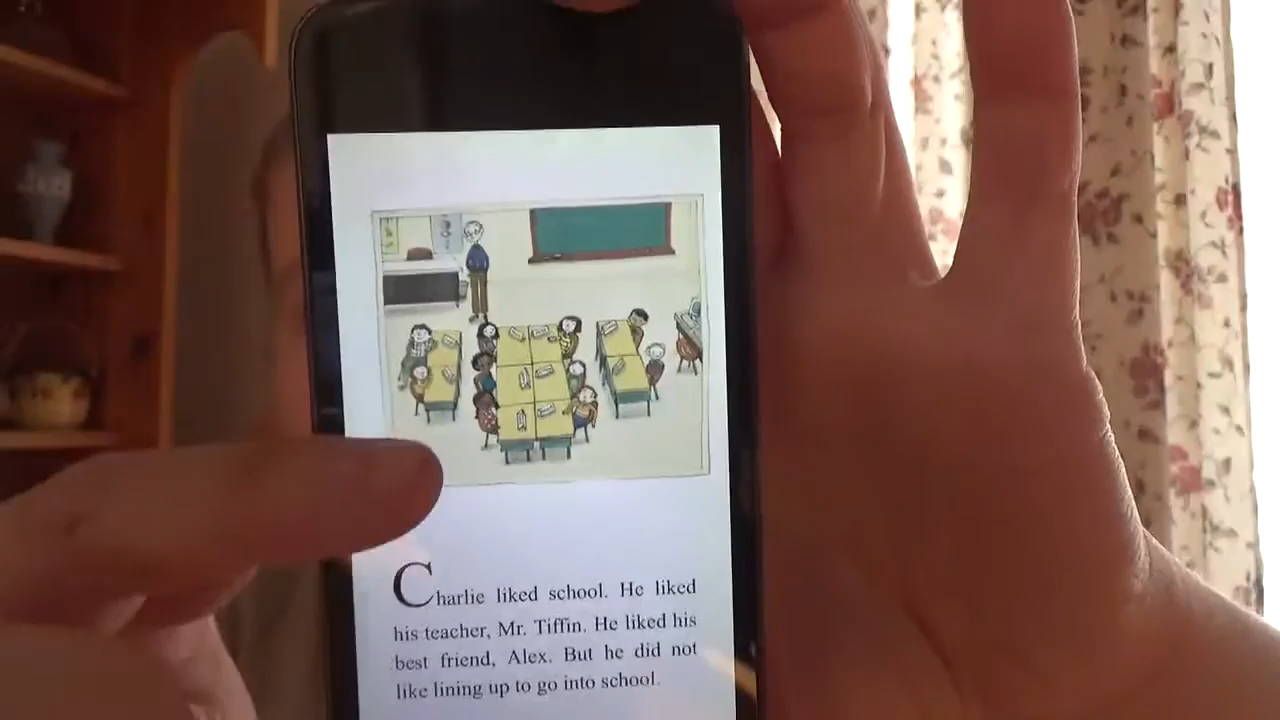 Charlie liked school. He liked
his teacher, Mr. Tiffin. He liked his
best friend, Alex. But he did not
like lining up to go into school.